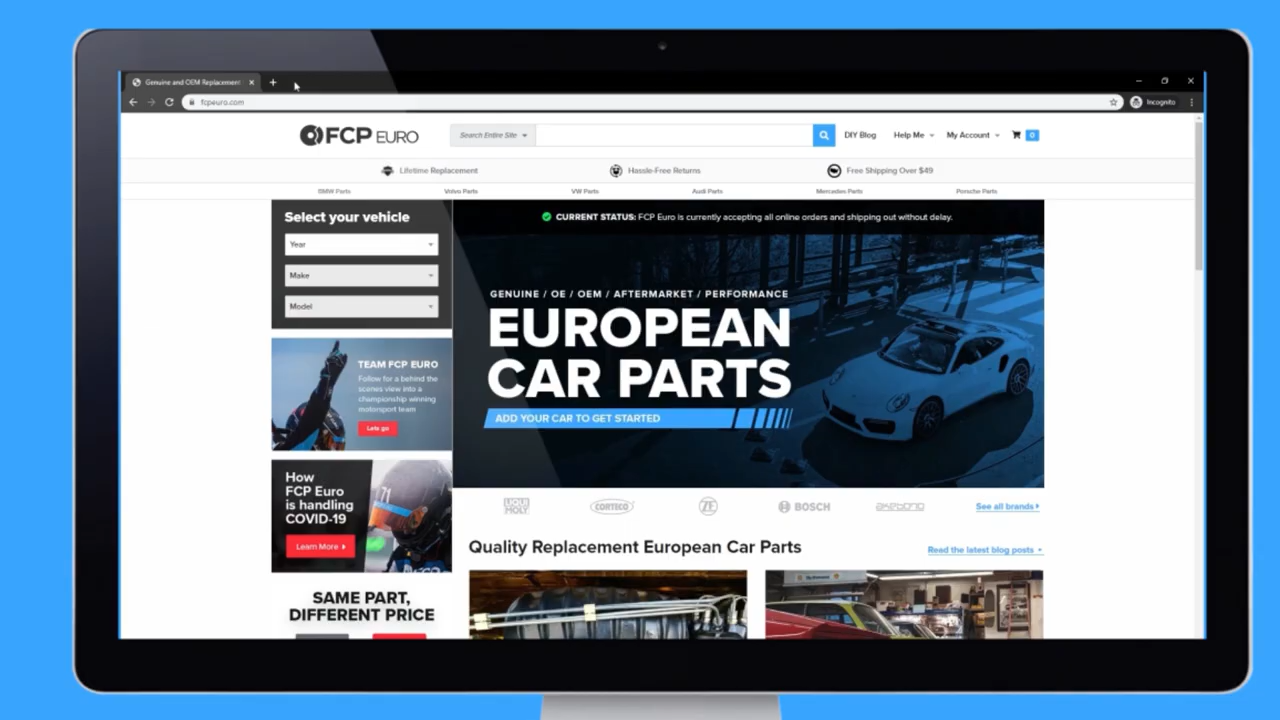 Genuine and OEM Replacement
fcpeuro.com
Incognito
FCP EURO
Search Entire Site
DIY Blog
Help Me
My Account
0
Lifetime Replacement
Hassle-Free Returns
Free Shipping Over $49
BMW Parts
Volvo Parts
VW Parts
Audi Parts
Mercedes Parts
Porsche Parts
Select your vehicle
Year
Make
Model
CURRENT STATUS: FCP Euro is currently accepting all online orders and shipping out without delay.
GENUINE / OE / OEM / AFTERMARKET / PERFORMANCE
EUROPEAN
CAR PARTS
ADD YOUR CAR TO GET STARTED
TEAM FCP EURO
Follow for a behind the
scenes view into a
championship winning
motorsport team
Lets go
How
FCP Euro
is handling
COVID-19
Learn More
71
LIQUI
MOLY
CORTECO
ZF
BOSCH
akebono
See all brands
Quality Replacement European Car Parts
Read the latest blog posts
SAME PART,
DIFFERENT PRICE